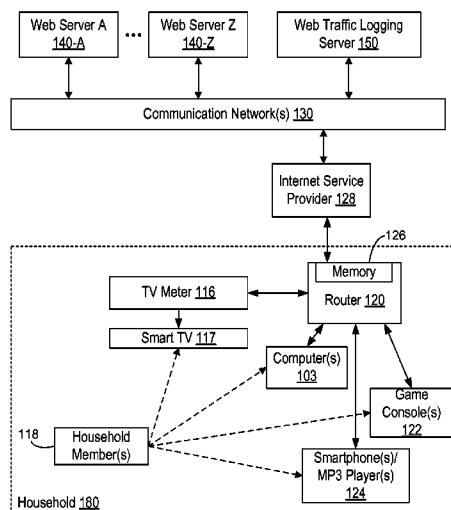 Web Server A
140-A
•••
Web Server Z
140-Z
Web Traffic Logging
Server 150
Communication Network(s) 130
Internet Service
Provider 128
126
Memory
Router 120
TV Meter 116
Smart TV 117
Computer(s)
103
Game
Console(s)
122
118
Household
Member(s)
Smartphone(s)/
MP3 Player(s)
124
Household 180